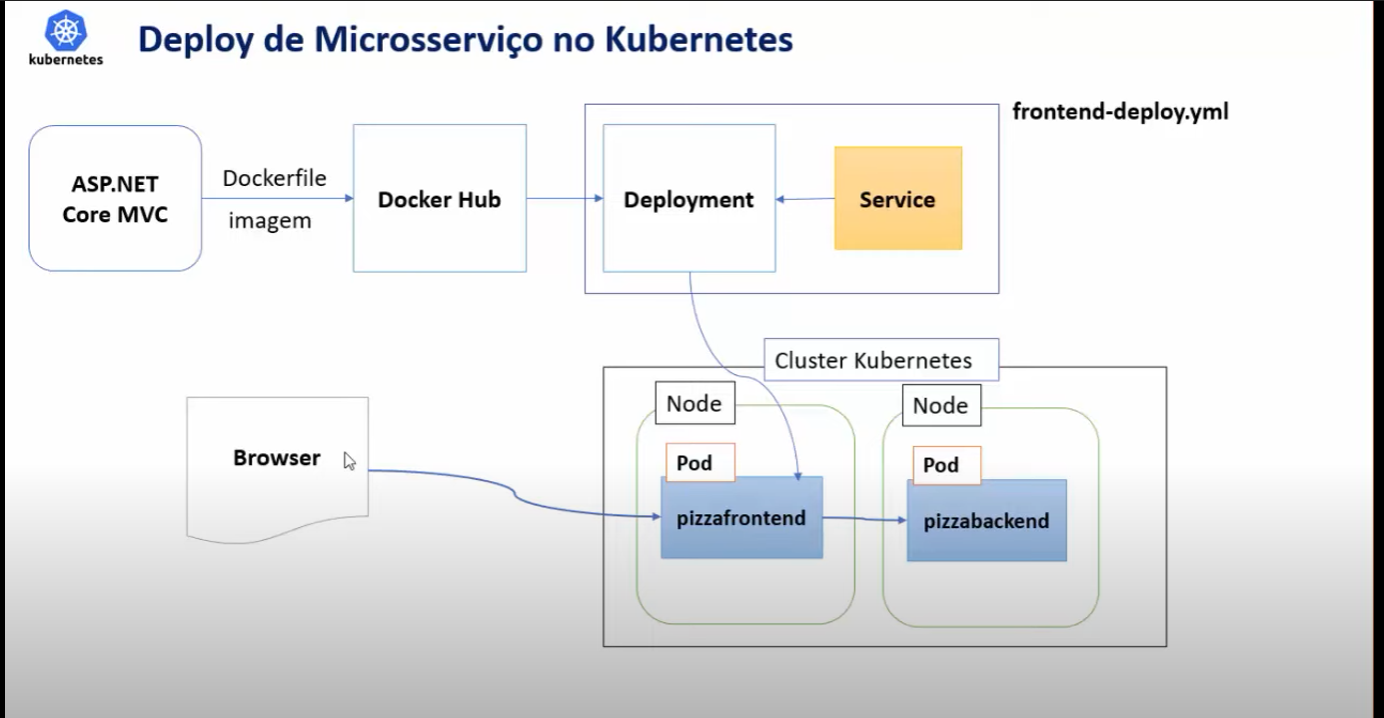 kubernetes
Deploy de Microsserviço no Kubernetes
frontend-deploy.yml
ASP.NET
Core MVC
Dockerfile
imagem
Docker Hub
Deployment
Service
Cluster Kubernetes
Node
Node
Browser
Pod
Pod
pizzafrontend
pizzabackend